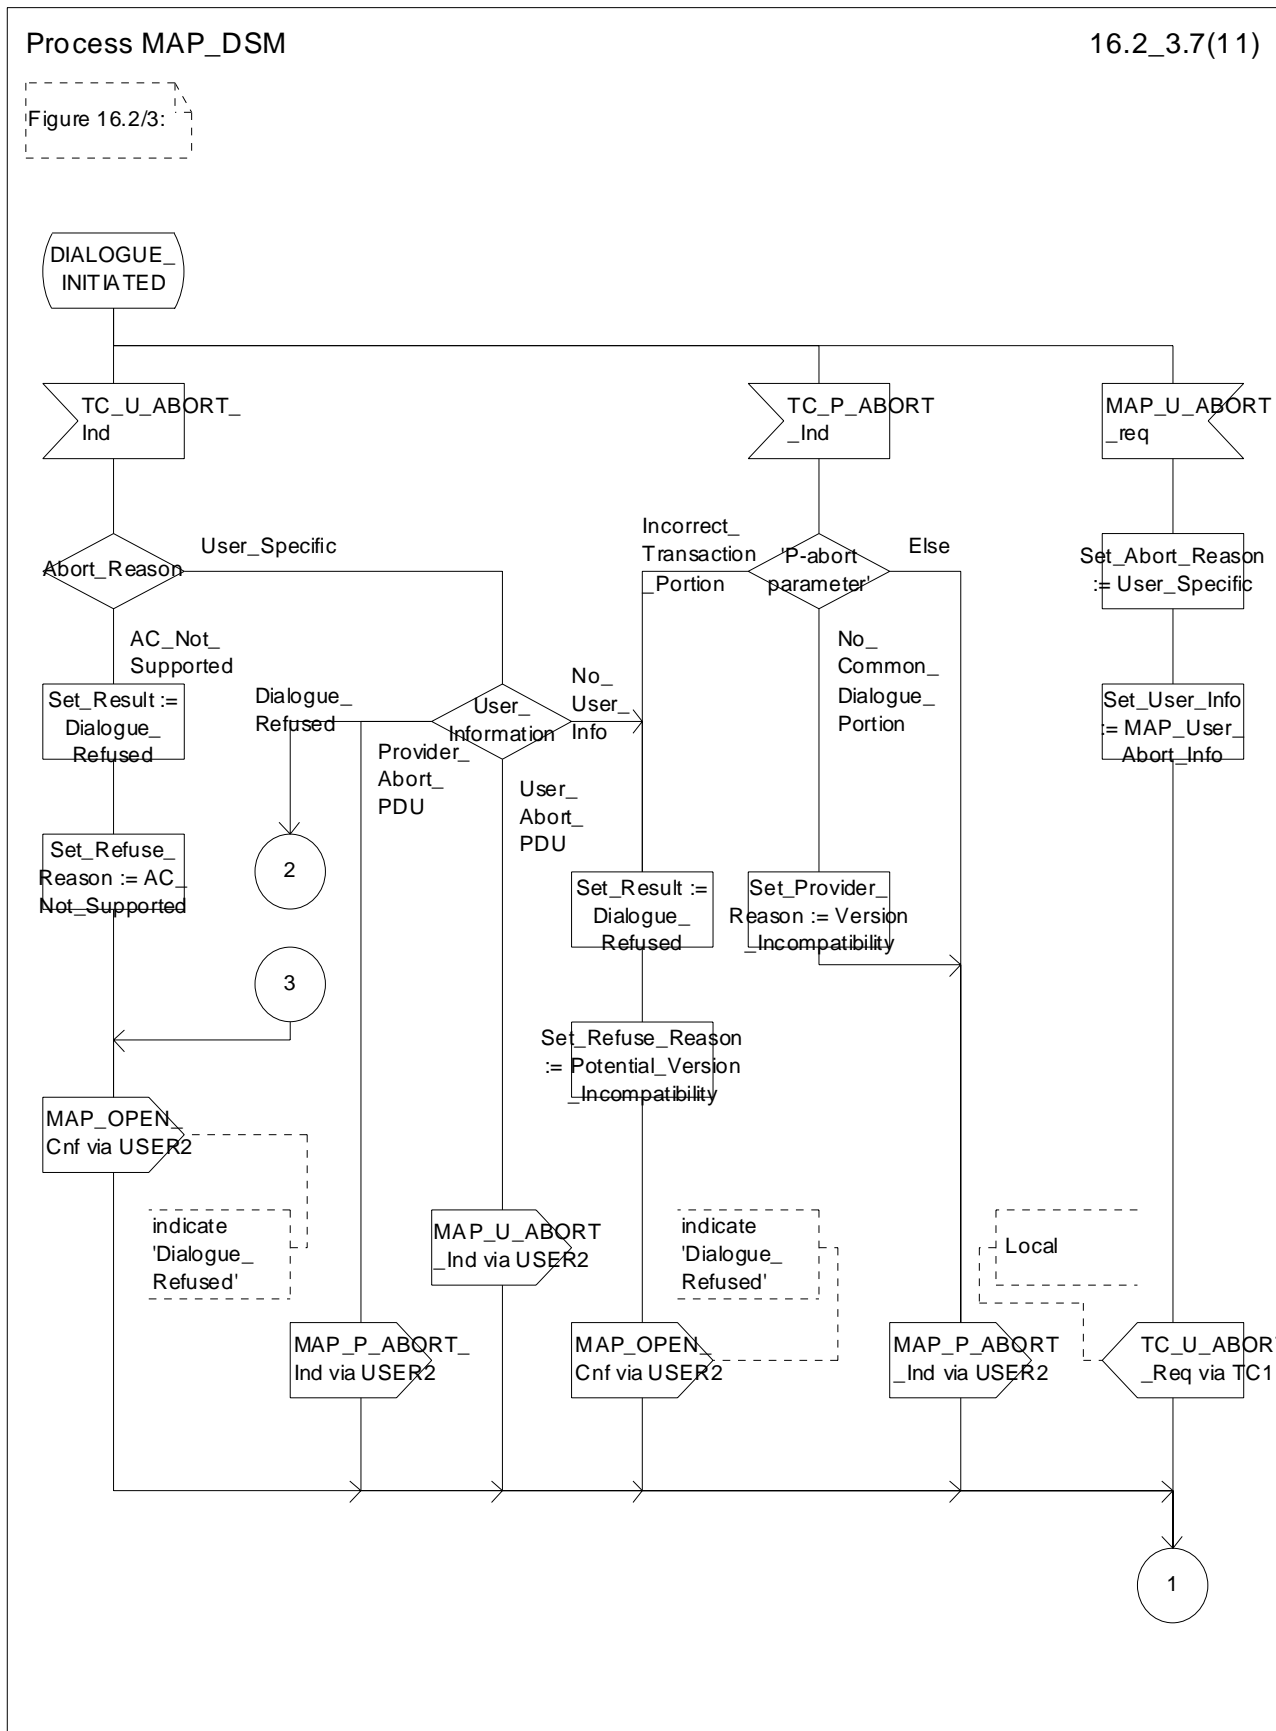 Process MAP_DSM
16.2_3.7(11)
Figure 16.2/3:
DIALOGUE_
INITIATED
TC_U_ABORT_
Ind
TC_P_ABORT
_Ind
MAP_U_ABORT
_req
Abort_Reason
User_Specific
Incorrect_
Transaction
_Portion
'P-abort
parameter'
Else
Set_Abort_Reason
:= User_Specific
AC_Not_
Supported
No_
Common_
Dialogue_
Portion
Set_Result :=
Dialogue_
Refused
Dialogue_
Refused
User_
Information
No_
User_
Info
Set_User_Info
:= MAP_User_
Abort_Info
Provider_
Abort_
PDU
User_
Abort_
PDU
Set_Refuse_
Reason := AC_
Not_Supported
2
Set_Result :=
Dialogue_
Refused
Set_Provider_
Reason := Version
_Incompatibility
3
Set_Refuse_Reason
:= Potential_Version
_Incompatibility
MAP_OPEN_
Cnf via USER2
indicate
'Dialogue_
Refused'
MAP_U_ABORT
_Ind via USER2
indicate
'Dialogue_
Refused'
Local
MAP_P_ABORT_
Ind via USER2
MAP_OPEN_
Cnf via USER2
MAP_P_ABORT
_Ind via USER2
TC_U_ABORT
_Req via TC1
1